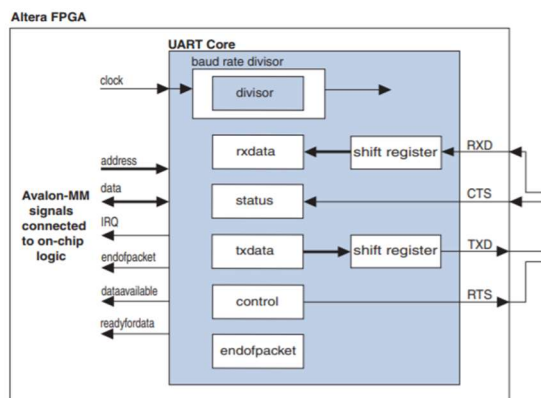 Altera FPGA
UART Core
baud rate divisor
clock
divisor
rxdata
shift register
RXD
address
data
status
CTS
Avalon-MM
signals
connected
to on-chip
logic
IRQ
txdata
shift register
TXD
endofpacket
dataavailable
control
RTS
readyfordata
endofpacket